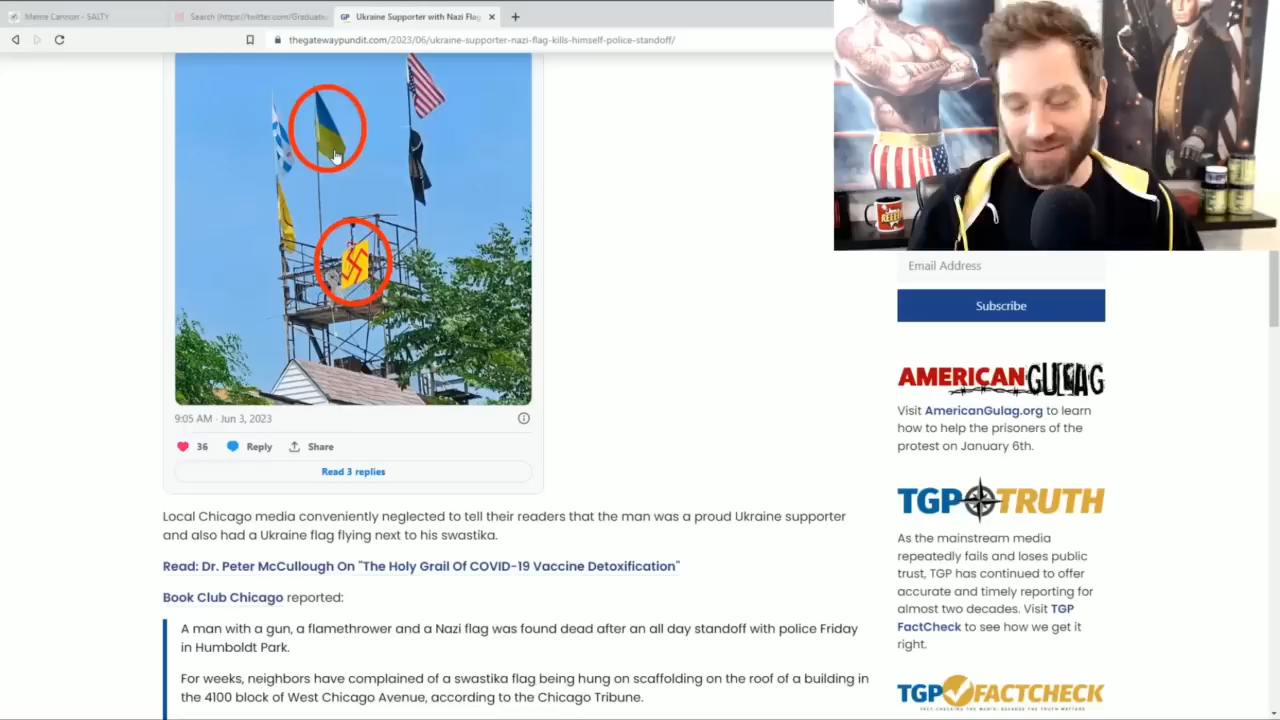 Meme Cannon - SALTY
Search (https://twitter.com/Graduati
GP Ukraine Supporter with Nazi Flag
thegatewaypundit.com/2023/06/ukraine-supporter-nazi-flag-kills-himself-police-standoff/
9:05 AM · Jun 3, 2023
36 Reply Share
Read 3 replies
Local Chicago media conveniently neglected to tell their readers that the man was a proud Ukraine supporter
and also had a Ukraine flag flying next to his swastika.
Read: Dr. Peter McCullough On "The Holy Grail Of COVID-19 Vaccine Detoxification"
Book Club Chicago reported:
A man with a gun, a flamethrower and a Nazi flag was found dead after an all day standoff with police Friday
in Humboldt Park.
For weeks, neighbors have complained of a swastika flag being hung on scaffolding on the roof of a building in
the 4100 block of West Chicago Avenue, according to the Chicago Tribune.
Email Address
Subscribe
AMERICAN GULAG
Visit AmericanGulag.org to learn
how to help the prisoners of the
protest on January 6th.
TGP TRUTH
As the mainstream media
repeatedly fails and loses public
trust, TGP has continued to offer
accurate and timely reporting for
almost two decades. Visit TGP
FactCheck to see how we get it
right.
TGP FACTCHECK